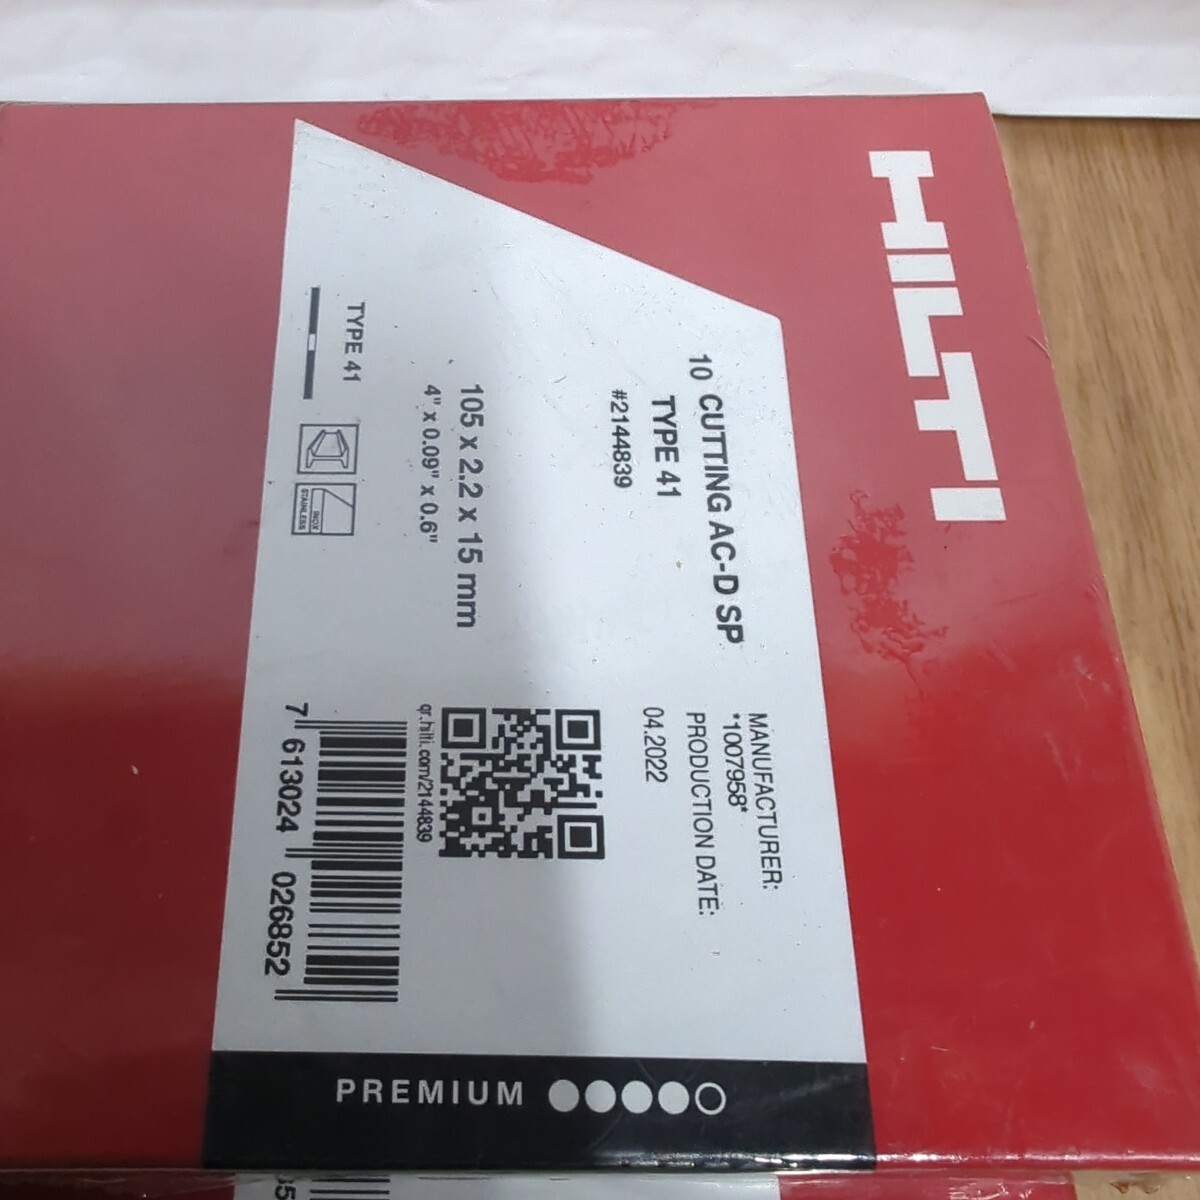 HILTI
10 CUTTING AC-D SP
TYPE 41
#2144839
105 x 2.2 x 15 mm
4" x 0.09" x 0.6"
TYPE 41
INOX
STAINLESS
MANUFACTURER:
*1007958*
PRODUCTION DATE:
04.2022
qr.hilti.com/2144839
7 613024 026852
PREMIUM